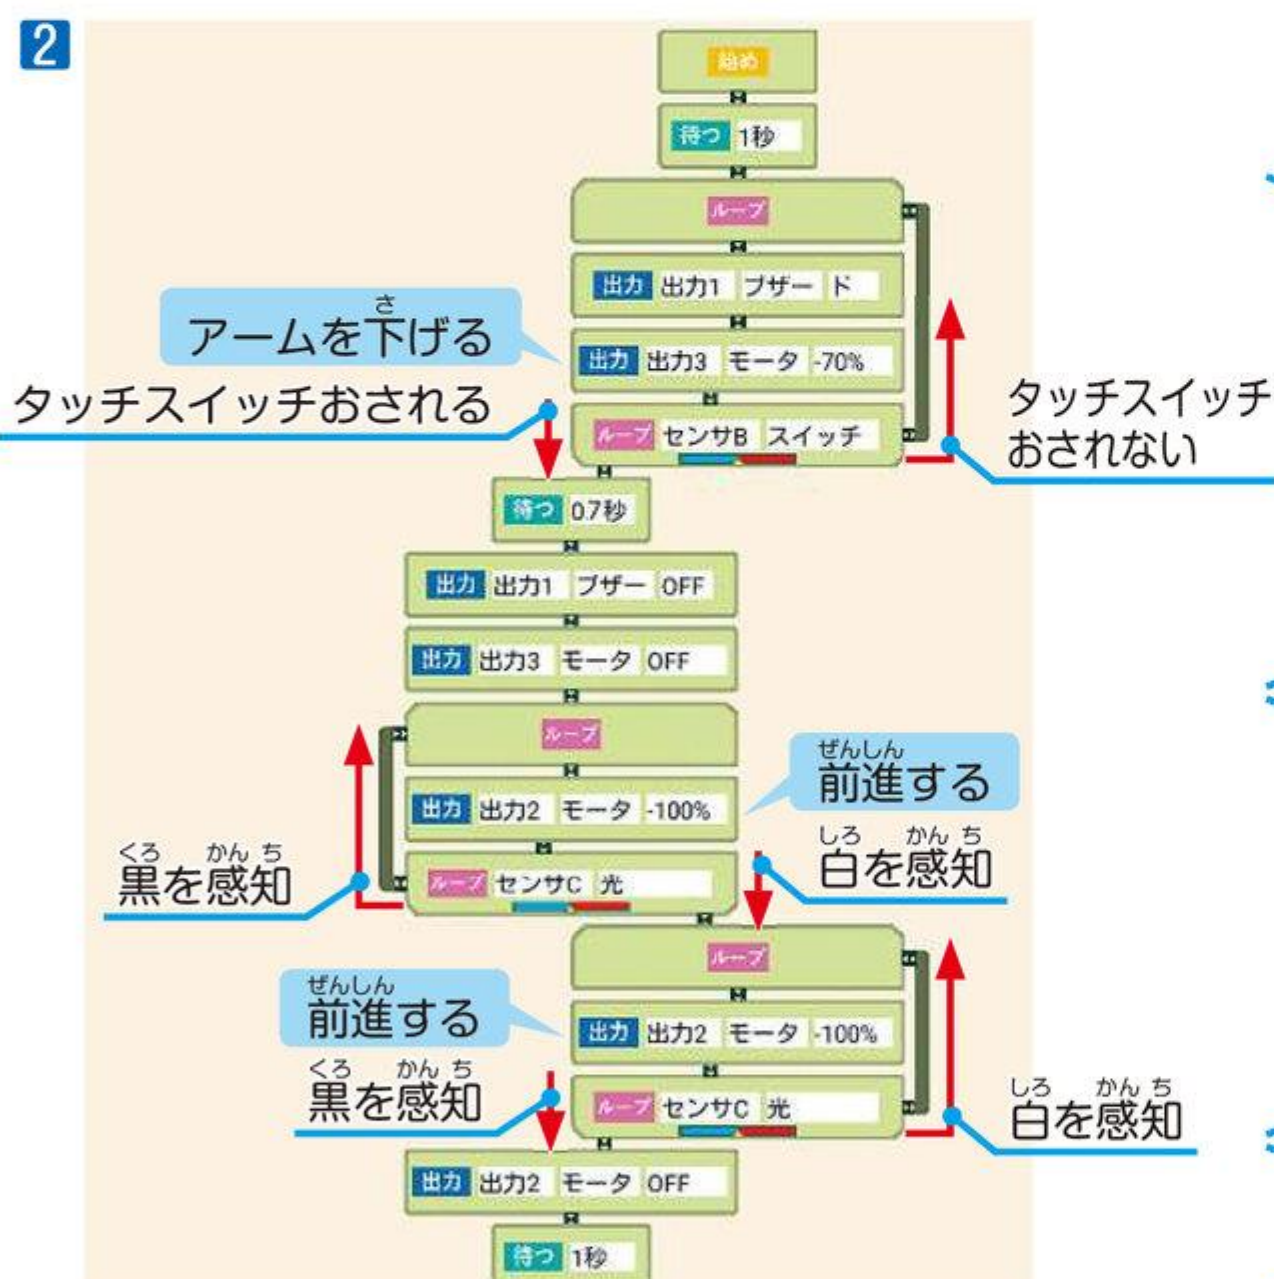 2
始め
待つ 1秒
ループ
出力 出力1 ブザー ド
アームを下げる
さ
出力 出力3 モータ -70%
タッチスイッチおされる
ループ センサB スイッチ
タッチスイッチ
おされない
待つ 0.7秒
出力 出力1 ブザー OFF
出力 出力3 モータ OFF
ループ
ぜんしん
前進する
出力 出力2 モータ -100%
くろ かんち
黒を感知
ループ センサC 光
しろ かんち
白を感知
ループ
ぜんしん
前進する
出力 出力2 モータ -100%
くろ かんち
黒を感知
ループ センサC 光
しろ かんち
白を感知
出力 出力2 モータ OFF
待つ 1秒